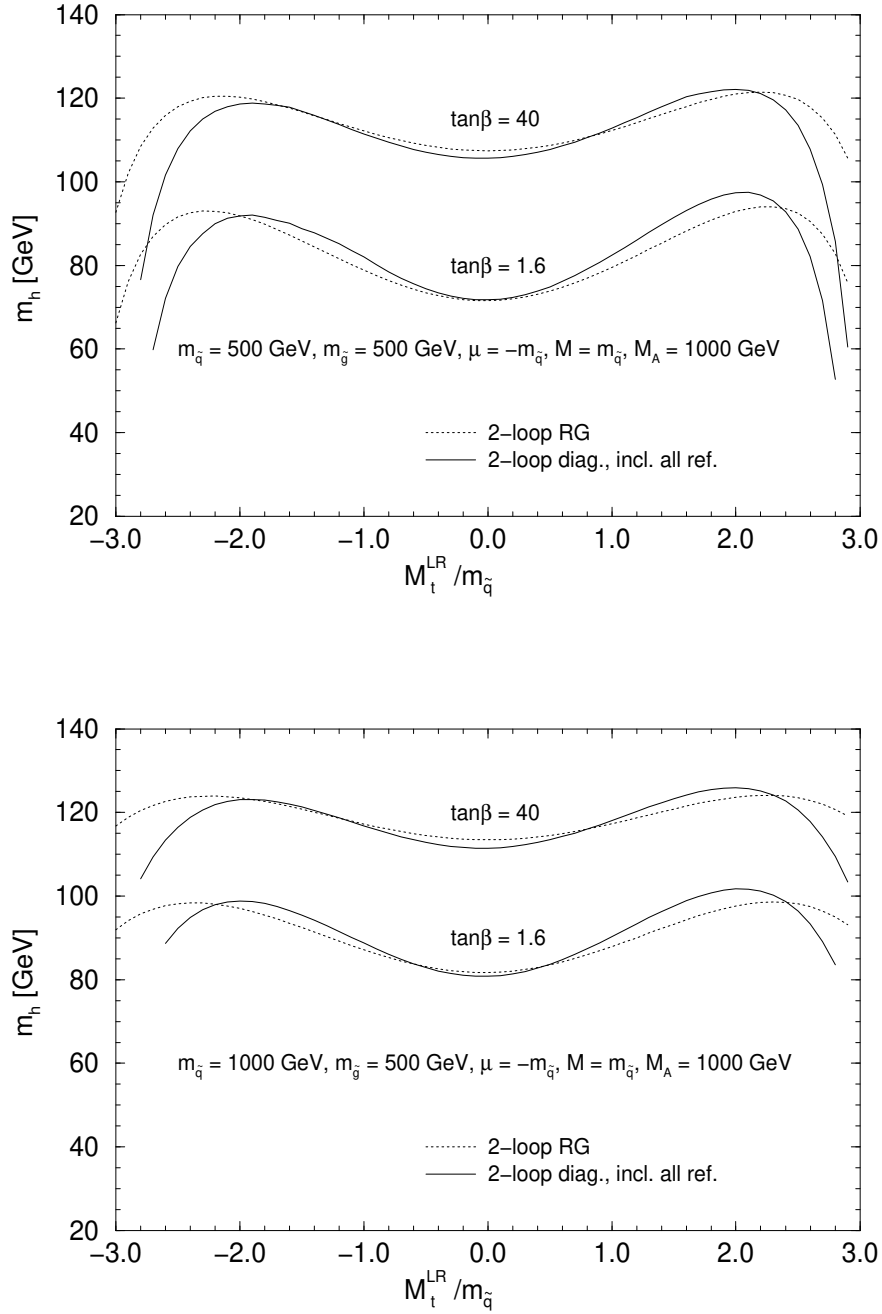 140
120
100
80
60
40
20
m_h [GeV]
tanβ = 40
tanβ = 1.6
m_q̃ = 500 GeV, m_g̃ = 500 GeV, μ = −m_q̃, M = m_q̃, M_A = 1000 GeV
2−loop RG
2−loop diag., incl. all ref.
−3.0 −2.0 −1.0 0.0 1.0 2.0 3.0
M_t^LR /m_q̃
140
120
100
80
60
40
20
m_h [GeV]
tanβ = 40
tanβ = 1.6
m_q̃ = 1000 GeV, m_g̃ = 500 GeV, μ = −m_q̃, M = m_q̃, M_A = 1000 GeV
2−loop RG
2−loop diag., incl. all ref.
−3.0 −2.0 −1.0 0.0 1.0 2.0 3.0
M_t^LR /m_q̃